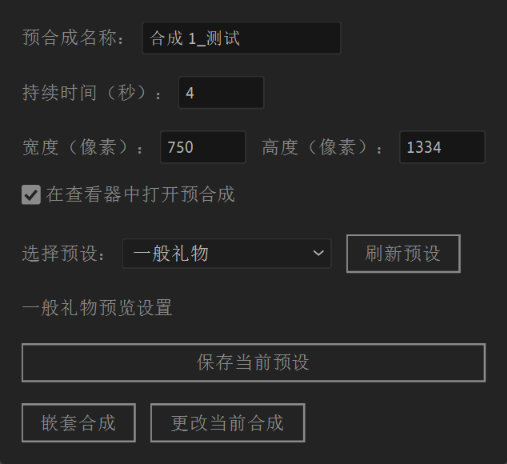 预合成名称: 合成 1_测试
持续时间（秒）: 4
宽度（像素）: 750 高度（像素）: 1334
在查看器中打开预合成
选择预设: 一般礼物 刷新预设
一般礼物预览设置
保存当前预设
嵌套合成 更改当前合成